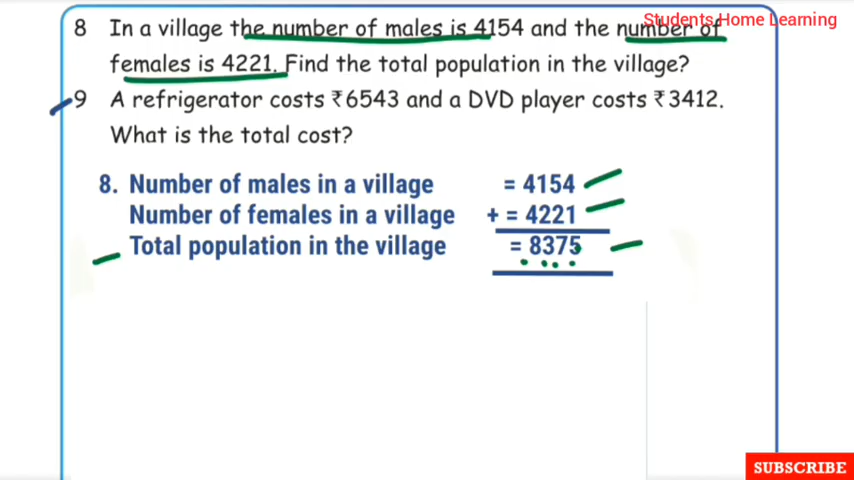 Students Home Learning
8 In a village the number of males is 4154 and the number of
females is 4221. Find the total population in the village?
9 A refrigerator costs ₹6543 and a DVD player costs ₹3412.
What is the total cost?
8. Number of males in a village = 4154
Number of females in a village + = 4221
Total population in the village = 8375
SUBSCRIBE